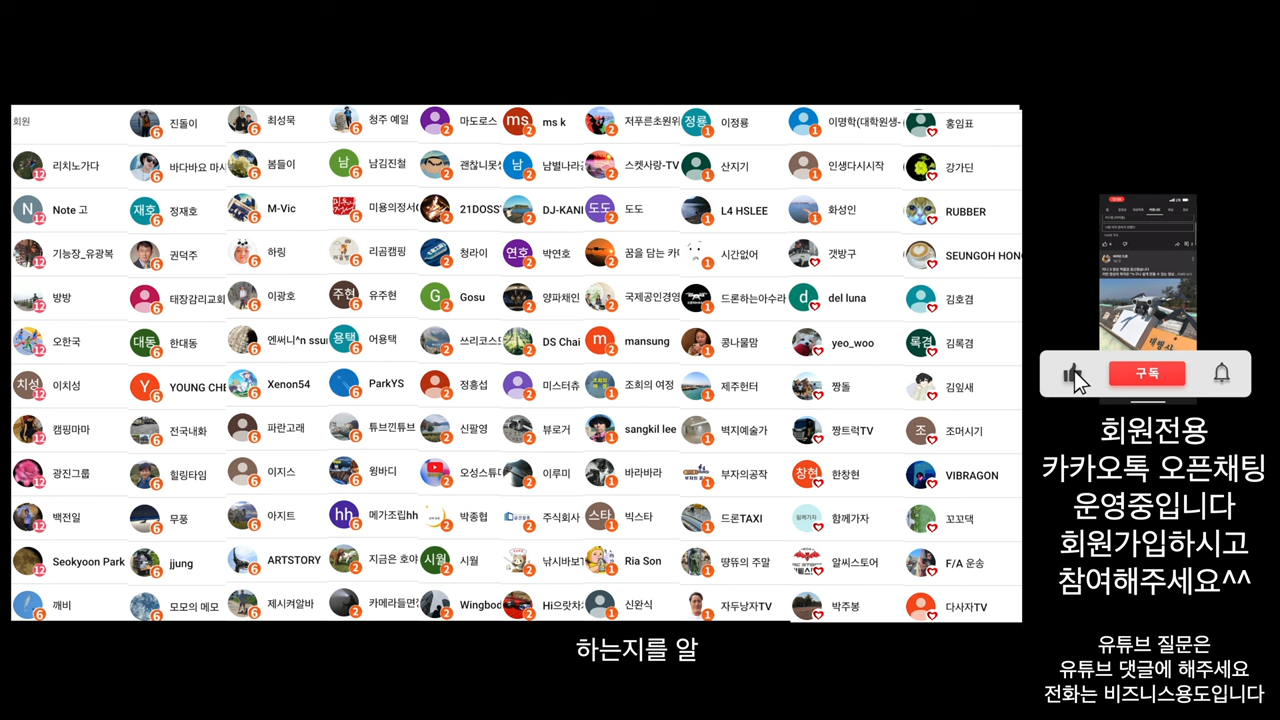 회원
리치노가다
Note 고
기능장_유광복
방방
오한국
이치성
캠핑마마
광진그룹
백전일
Seokyoon Park
깨비
진돌이
바다바요 마시
정재호
권덕주
태장감리교회
한대동
YOUNG CHE
전국내화
힐링타임
무풍
jjung
모모의 메모
최성묵
봄들이
M-Vic
하링
이광호
엔써니^n ssu
Xenon54
파란고래
이지스
아지트
ARTSTORY
제시켜알바
청주 예일
남김진철
미용의정서
리곰캠핑
유주현
어용택
ParkYS
튜브낀튜브
윙바디
메가조립hh
지금은 호야
카메라들면
마도로스
괜찮니못
21DOSS
청라이
Gosu
쓰리코스
정홍섭
신팔영
오성스튜
박종협
시월
Wingbod
ms k
남별나라
DJ-KANI
박연호
양파채인
DS Chai
미스터츄
뷰로거
이루미
주식회사
낚시바보
Hi으랏차
저푸른초원위
스켓사랑-TV
도도
꿈을 담는 카
국제공인경영
mansung
조희의 여정
sangkil lee
바라바라
빅스타
Ria Son
신완식
이정룡
산지기
L4 HSLEE
시간없어
드론하는아수라
콩나물맘
제주헌터
벽지예술가
부자의공작
드론TAXI
땅뜨의 주말
자두낭자TV
이명학(대학원생-
인생다시시작
화성인
갯방구
del luna
yeo_woo
짱돌
짱트럭TV
한창현
함께가자
알씨스토어
박주봉
홍임표
강가딘
RUBBER
SEUNGOH HONG
김호겸
김록겸
김잎새
조머시기
VIBRAGON
꼬꼬댁
F/A 운송
다사자TV
구독
회원전용
카카오톡 오픈채팅
운영중입니다
회원가입하시고
참여해주세요^^
유튜브 질문은
유튜브 댓글에 해주세요
전화는 비즈니스용도입니다
하는지를 알